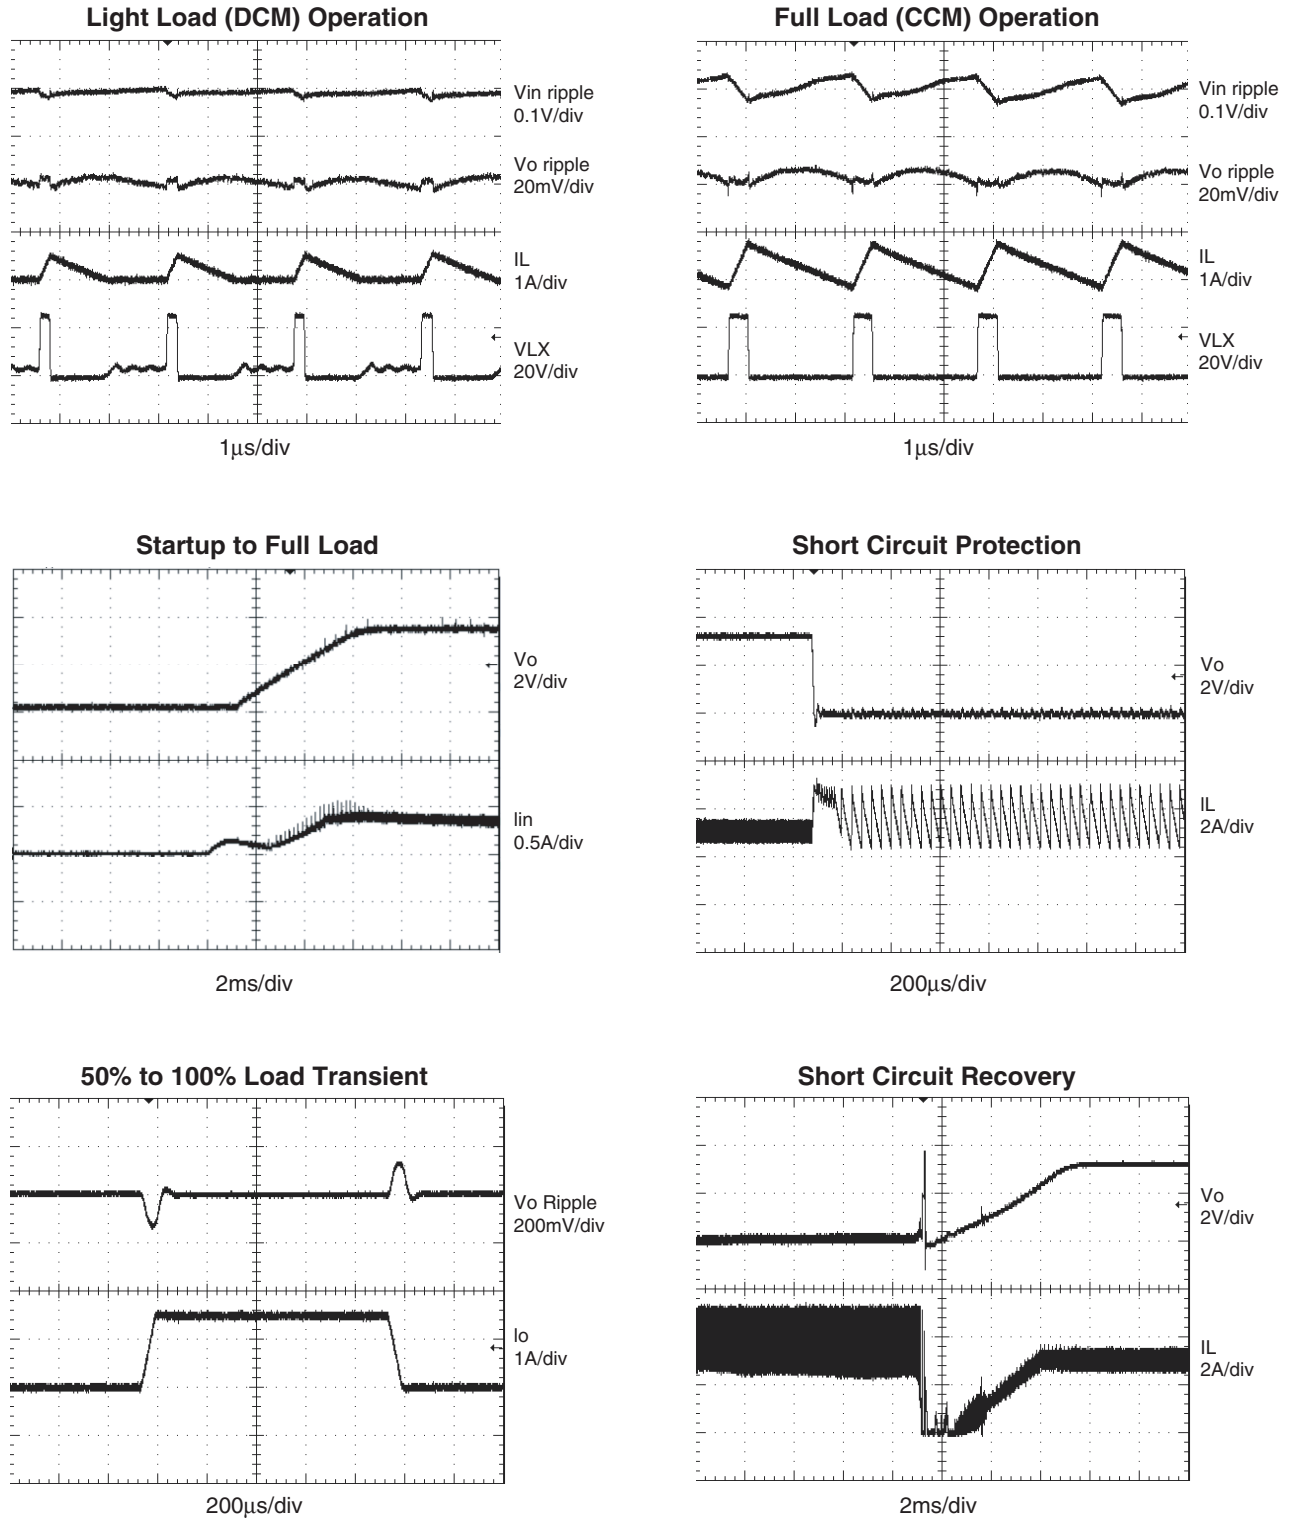 Light Load (DCM) Operation
Vin ripple
0.1V/div
Vo ripple
20mV/div
IL
1A/div
VLX
20V/div
1μs/div
Full Load (CCM) Operation
Vin ripple
0.1V/div
Vo ripple
20mV/div
IL
1A/div
VLX
20V/div
1μs/div
Startup to Full Load
Vo
2V/div
Iin
0.5A/div
2ms/div
Short Circuit Protection
Vo
2V/div
IL
2A/div
200μs/div
50% to 100% Load Transient
Vo Ripple
200mV/div
Io
1A/div
200μs/div
Short Circuit Recovery
Vo
2V/div
IL
2A/div
2ms/div